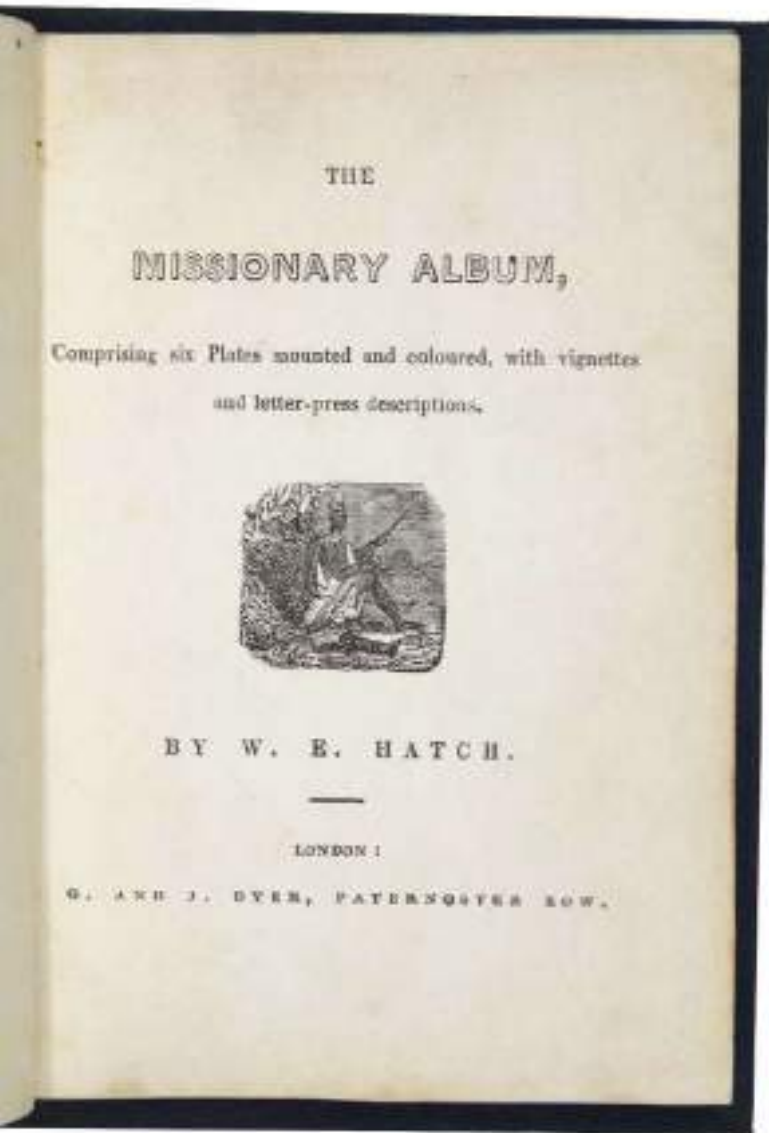 THE
MISSIONARY ALBUM,
Comprising six Plates mounted and coloured, with vignettes
and letter-press descriptions.
BY W. E. HATCH.
LONDON:
G. AND J. DYER, PATERNOSTER ROW.